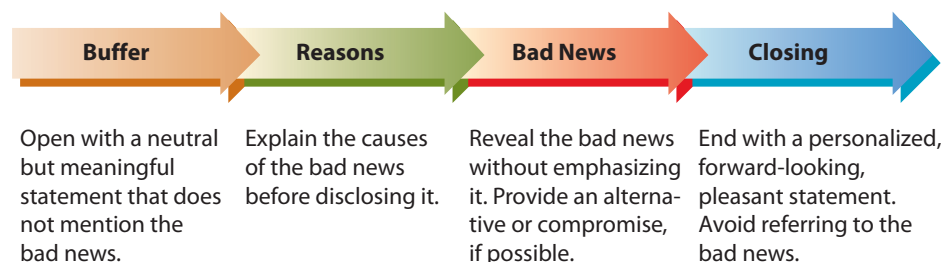 Buffer
Reasons
Bad News
Closing
Open with a neutral
but meaningful
statement that does
not mention the
bad news.
Explain the causes
of the bad news
before disclosing it.
Reveal the bad news
without emphasizing
it. Provide an alterna-
tive or compromise,
if possible.
End with a personalized,
forward-looking,
pleasant statement.
Avoid referring to the
bad news.